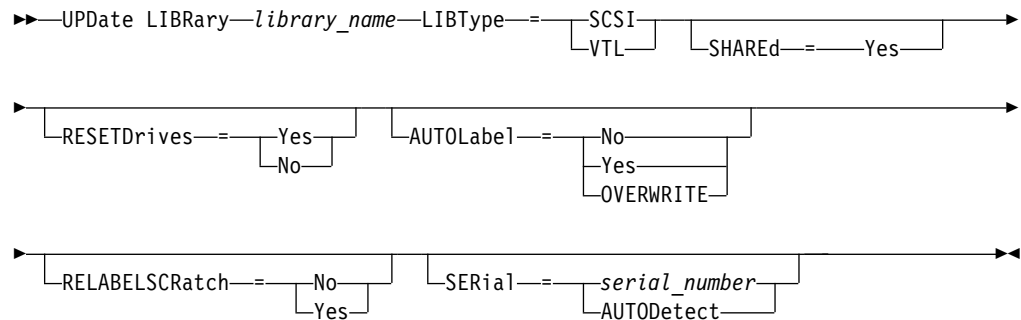 UPDate LIBRary library_name LIBType = SCSI
VTL
SHAREd = Yes
RESETDrives = Yes
No
AUTOLabel = No
Yes
OVERWRITE
RELABELSCRatch = No
Yes
SERial = serial_number
AUTODetect